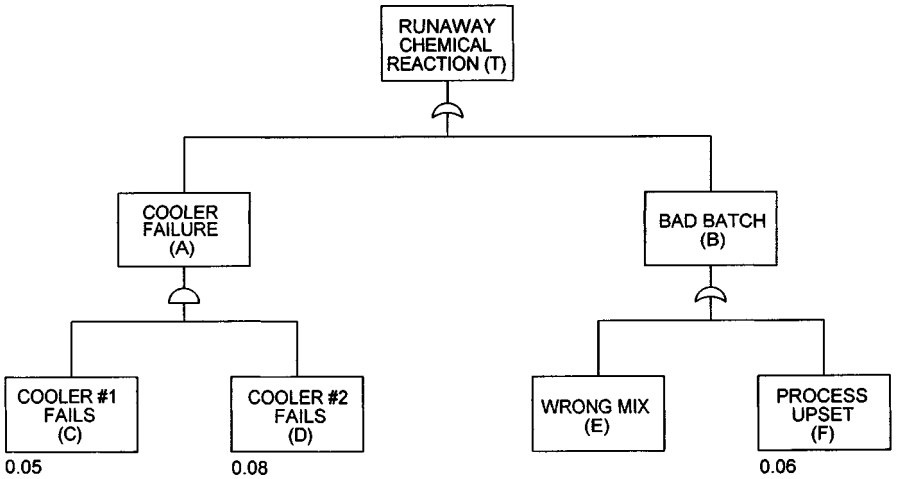 RUNAWAY
CHEMICAL
REACTION (T)
COOLER
FAILURE
(A)
BAD BATCH
(B)
COOLER #1
FAILS
(C)
0.05
COOLER #2
FAILS
(D)
0.08
WRONG MIX
(E)
PROCESS
UPSET
(F)
0.06